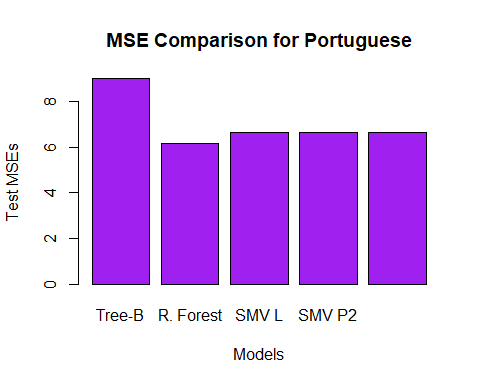 MSE Comparison for Portuguese
Test MSEs
8
6
4
2
0
Tree-B R. Forest SMV L SMV P2
Models